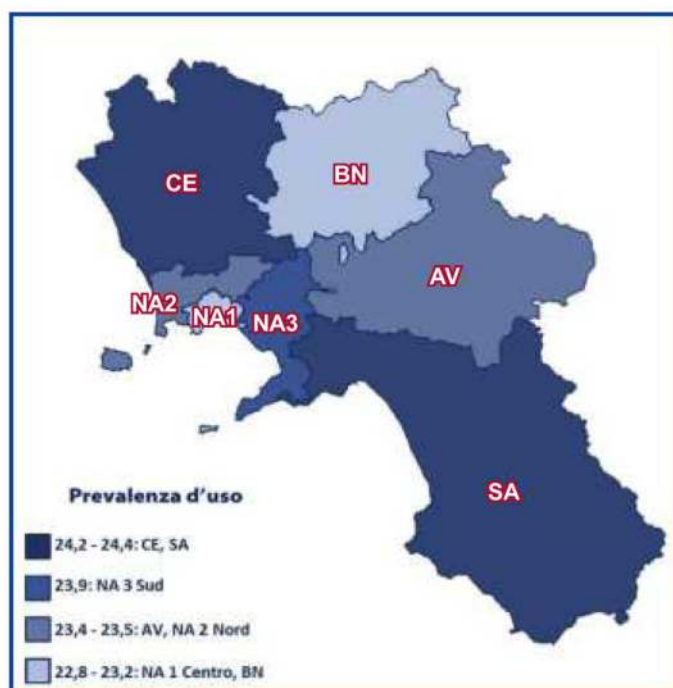 CE
BN
AV
NA2
NA1
NA3
SA
Prevalenza d'uso
24,2 - 24,4: CE, SA
23,9: NA 3 Sud
23,4 - 23,5: AV, NA 2 Nord
22,8 - 23,2: NA 1 Centro, BN